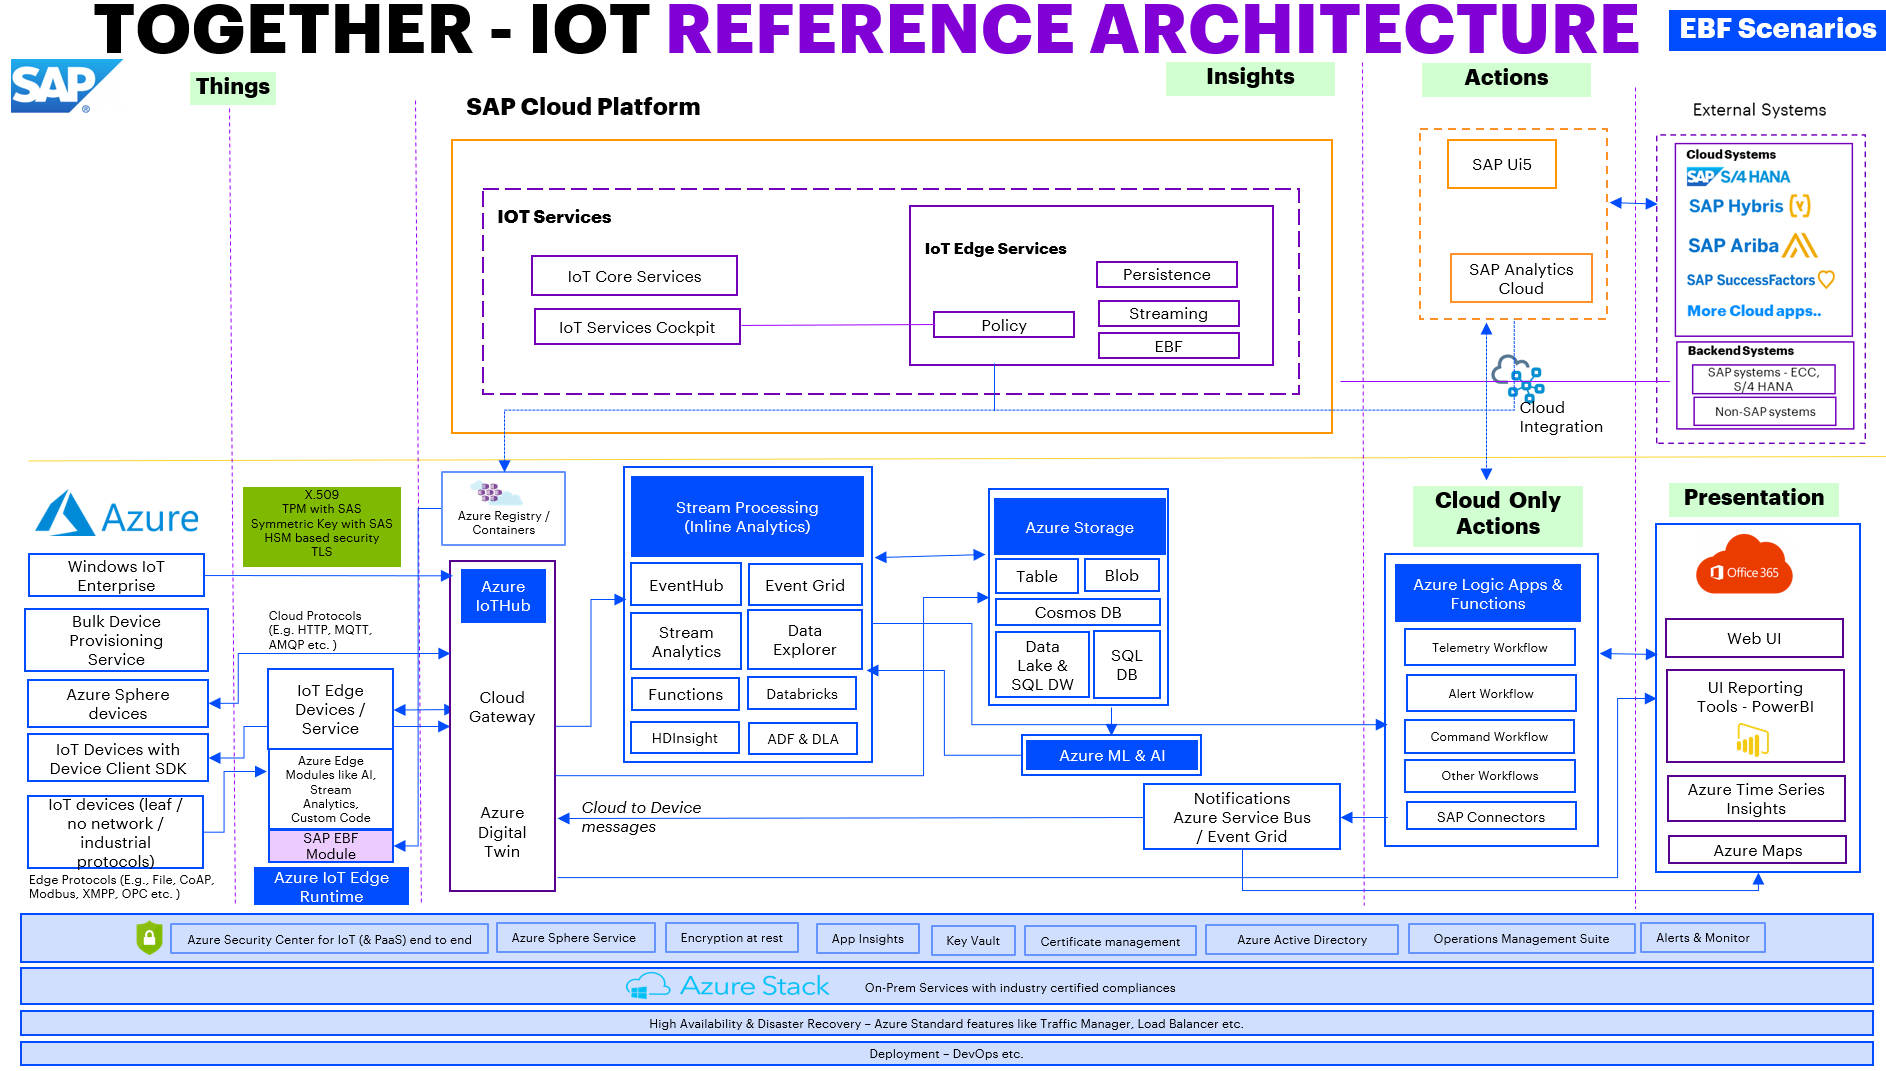 TOGETHER - IOT REFERENCE ARCHITECTURE
EBF Scenarios
SAP
®
Things
Insights
Actions
SAP Cloud Platform
External Systems
IOT Services
IoT Core Services
IoT Services Cockpit
IoT Edge Services
Policy
Persistence
Streaming
EBF
SAP Ui5
SAP Analytics
Cloud
Cloud
Integration
Cloud Systems
SAP S/4 HANA
SAP Hybris
SAP Ariba
SAP SuccessFactors
More Cloud apps..
Backend Systems
SAP systems - ECC,
S/4 HANA
Non-SAP systems
Azure
X.509
TPM with SAS
Symmetric Key with SAS
HSM based security
TLS
Windows IoT
Enterprise
Bulk Device
Provisioning
Service
Azure Sphere
devices
IoT Devices with
Device Client SDK
IoT devices (leaf /
no network /
industrial
protocols)
Edge Protocols (E.g., File, CoAP,
Modbus, XMPP, OPC etc. )
Cloud Protocols
(E.g. HTTP, MQTT,
AMQP etc. )
IoT Edge
Devices /
Service
Azure Edge
Modules like AI,
Stream
Analytics,
Custom Code
SAP EBF
Module
Azure IoT Edge
Runtime
Azure Registry /
Containers
Azure
IoTHub
Cloud
Gateway
Azure
Digital
Twin
Stream Processing
(Inline Analytics)
EventHub
Event Grid
Stream
Analytics
Data
Explorer
Functions
Databricks
HDInsight
ADF & DLA
Azure Storage
Table
Blob
Cosmos DB
Data
Lake &
SQL DW
SQL
DB
Azure ML & AI
Cloud to Device
messages
Notifications
Azure Service Bus
/ Event Grid
Cloud Only
Actions
Azure Logic Apps &
Functions
Telemetry Workflow
Alert Workflow
Command Workflow
Other Workflows
SAP Connectors
Presentation
Office 365
Web UI
UI Reporting
Tools - PowerBI
Azure Time Series
Insights
Azure Maps
Azure Security Center for IoT (& PaaS) end to end
Azure Sphere Service
Encryption at rest
App Insights
Key Vault
Certificate management
Azure Active Directory
Operations Management Suite
Alerts & Monitor
Azure Stack
On-Prem Services with industry certified compliances
High Availability & Disaster Recovery – Azure Standard features like Traffic Manager, Load Balancer etc.
Deployment – DevOps etc.